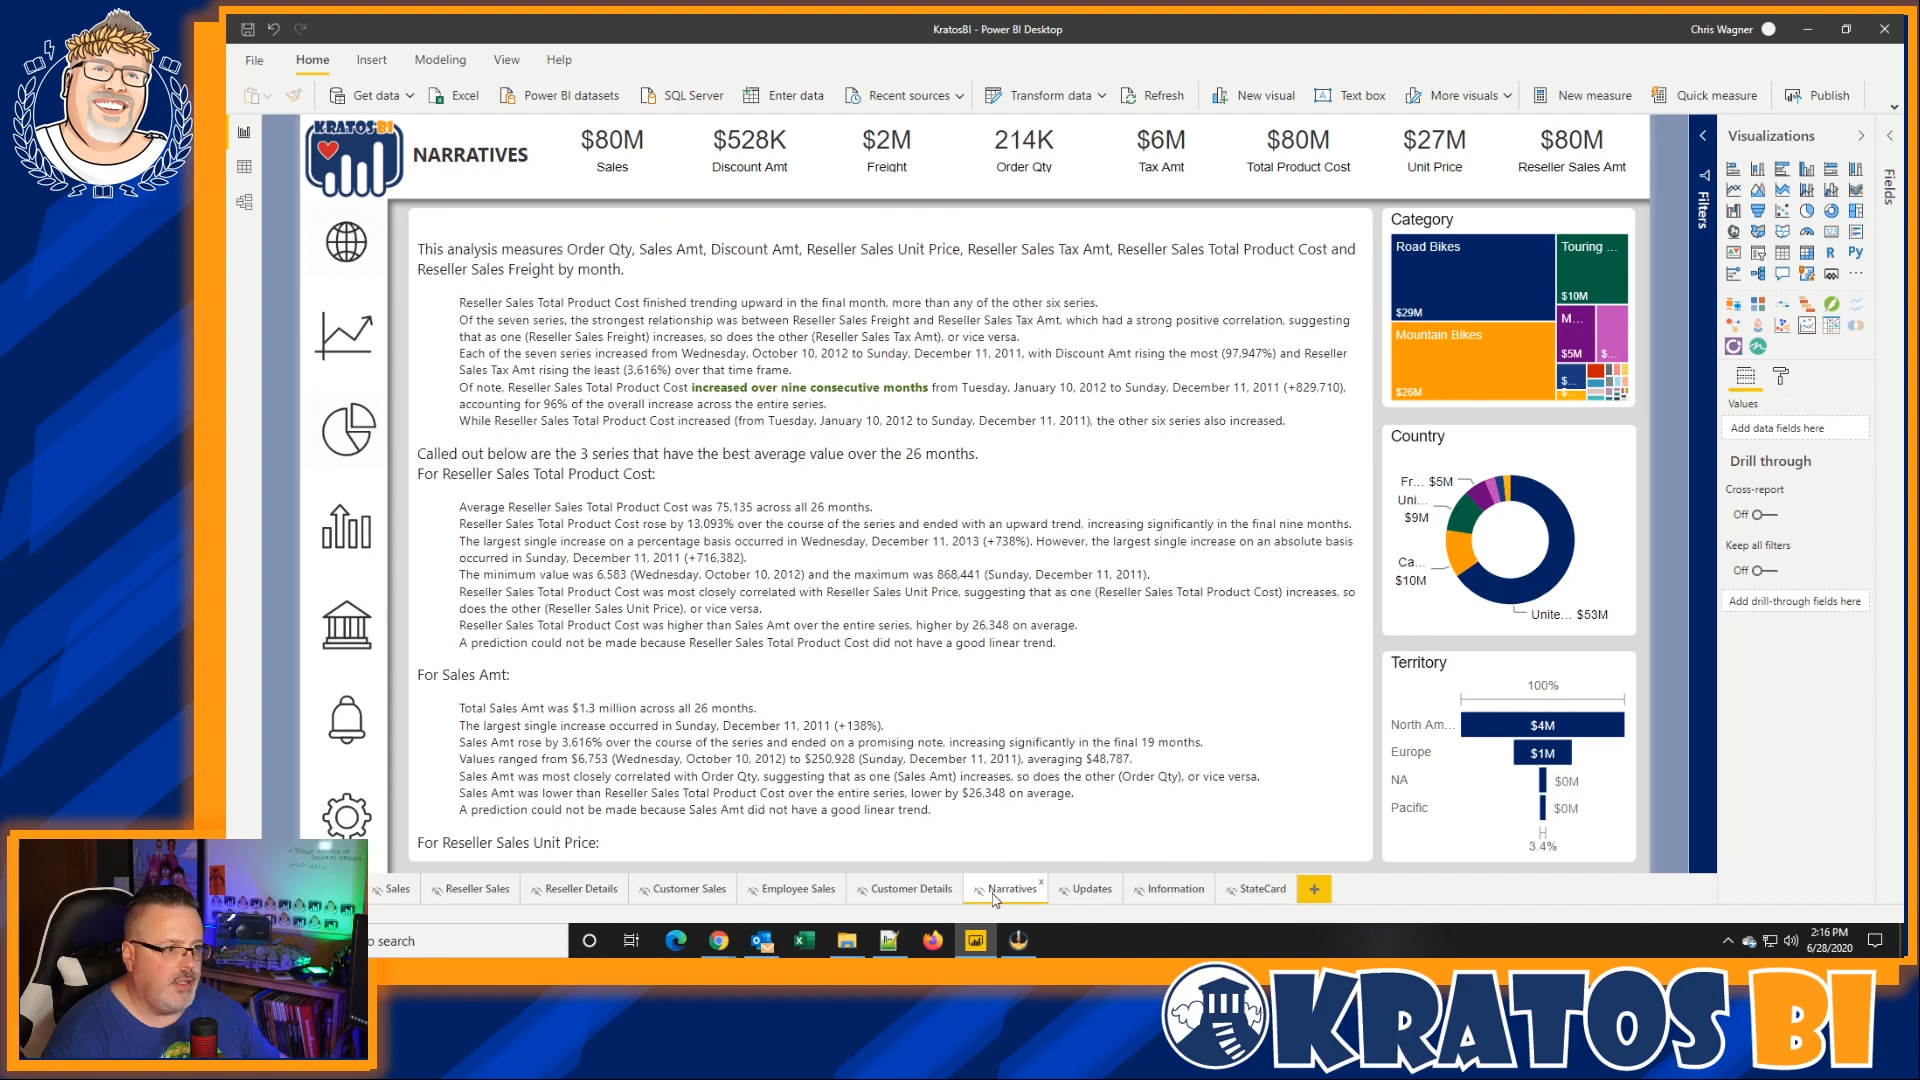 KratosBI - Power BI Desktop
Chris Wagner
File
Home
Insert
Modeling
View
Help
Get data
Excel
Power BI datasets
SQL Server
Enter data
Recent sources
Transform data
Refresh
New visual
Text box
More visuals
New measure
Quick measure
Publish
KRATOS BI
NARRATIVES
$80M
Sales
$528K
Discount Amt
$2M
Freight
214K
Order Qty
$6M
Tax Amt
$80M
Total Product Cost
$27M
Unit Price
$80M
Reseller Sales Amt
This analysis measures Order Qty, Sales Amt, Discount Amt, Reseller Sales Unit Price, Reseller Sales Tax Amt, Reseller Sales Total Product Cost and
Reseller Sales Freight by month.
Reseller Sales Total Product Cost finished trending upward in the final month, more than any of the other six series.
Of the seven series, the strongest relationship was between Reseller Sales Freight and Reseller Sales Tax Amt, which had a strong positive correlation, suggesting
that as one (Reseller Sales Freight) increases, so does the other (Reseller Sales Tax Amt), or vice versa.
Each of the seven series increased from Wednesday, October 10, 2012 to Sunday, December 11, 2011, with Discount Amt rising the most (97,947%) and Reseller
Sales Tax Amt rising the least (3,616%) over that time frame.
Of note, Reseller Sales Total Product Cost increased over nine consecutive months from Tuesday, January 10, 2012 to Sunday, December 11, 2011 (+829,710),
accounting for 96% of the overall increase across the entire series.
While Reseller Sales Total Product Cost increased (from Tuesday, January 10, 2012 to Sunday, December 11, 2011), the other six series also increased.
Called out below are the 3 series that have the best average value over the 26 months.
For Reseller Sales Total Product Cost:
Average Reseller Sales Total Product Cost was 75,135 across all 26 months.
Reseller Sales Total Product Cost rose by 13,093% over the course of the series and ended with an upward trend, increasing significantly in the final nine months.
The largest single increase on a percentage basis occurred in Wednesday, December 11, 2013 (+738%). However, the largest single increase on an absolute basis
occurred in Sunday, December 11, 2011 (+716,382).
The minimum value was 6,583 (Wednesday, October 10, 2012) and the maximum was 868,441 (Sunday, December 11, 2011).
Reseller Sales Total Product Cost was most closely correlated with Reseller Sales Unit Price, suggesting that as one (Reseller Sales Total Product Cost) increases, so
does the other (Reseller Sales Unit Price), or vice versa.
Reseller Sales Total Product Cost was higher than Sales Amt over the entire series, higher by 26,348 on average.
A prediction could not be made because Reseller Sales Total Product Cost did not have a good linear trend.
For Sales Amt:
Total Sales Amt was $1.3 million across all 26 months.
The largest single increase occurred in Sunday, December 11, 2011 (+138%).
Sales Amt rose by 3,616% over the course of the series and ended on a promising note, increasing significantly in the final 19 months.
Values ranged from $6,753 (Wednesday, October 10, 2012) to $250,928 (Sunday, December 11, 2011), averaging $48,787.
Sales Amt was most closely correlated with Order Qty, suggesting that as one (Sales Amt) increases, so does the other (Order Qty), or vice versa.
Sales Amt was lower than Reseller Sales Total Product Cost over the entire series, lower by $26,348 on average.
A prediction could not be made because Sales Amt did not have a good linear trend.
For Reseller Sales Unit Price:
Category
Road Bikes
$29M
Mountain Bikes
$26M
Touring ...
$10M
M...
$5M
$...
$...
$...
Country
Fr... $5M
Uni...
$9M
Ca...
$10M
Unite... $53M
Territory
100%
North Am...
$4M
Europe
$1M
NA
$0M
Pacific
$0M
3.4%
Filters
Visualizations
Fields
R
Py
Values
Add data fields here
Drill through
Cross-report
Off
Keep all filters
Off
Add drill-through fields here
Sales
Reseller Sales
Reseller Details
Customer Sales
Employee Sales
Customer Details
Narratives
x
Updates
Information
StateCard
+
o search
2:16 PM
6/28/2020
KRATOS BI